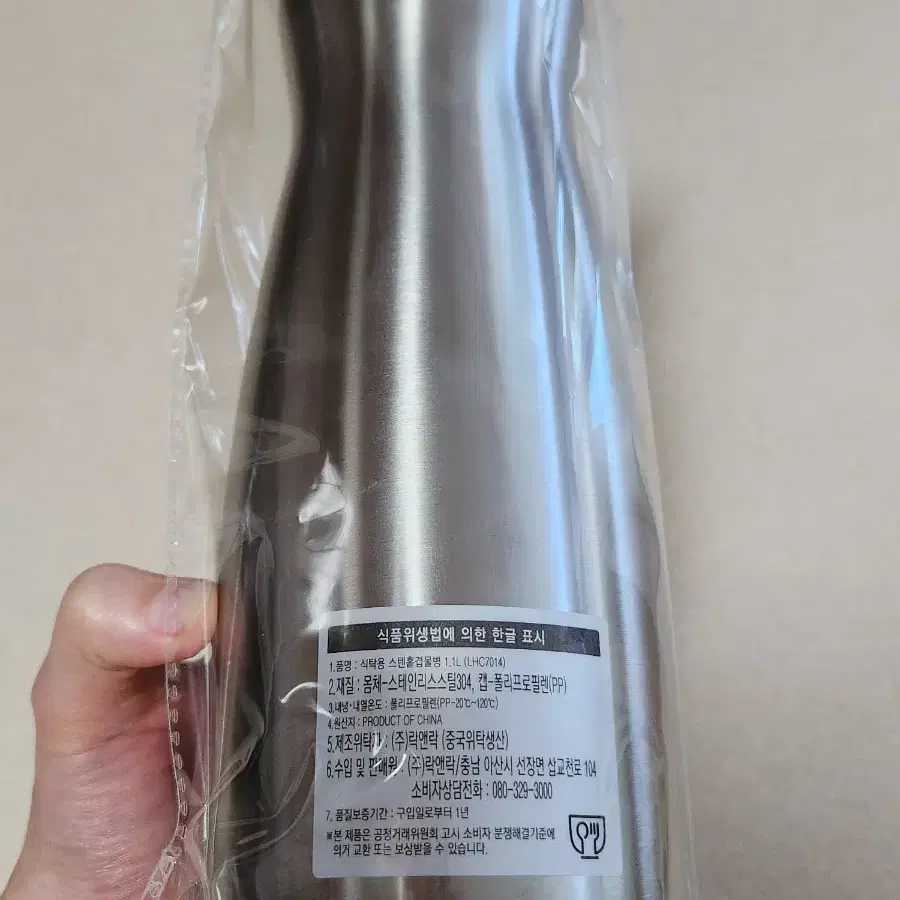 식품위생법에 의한 한글 표시
1.품명 : 식탁용 스텐홑겹물병 1.1L (LHC7014)
2.재질 : 몸체-스테인리스스틸304, 캡-폴리프로필렌(PP)
3.내냉·내열온도 : 폴리프로필렌(PP-20℃~120℃)
4.원산지 : PRODUCT OF CHINA
5.제조위탁자 : (주)락앤락 (중국위탁생산)
6.수입 및 판매원 : (주)락앤락/충남 아산시 선장면 삽교천로 104
소비자상담전화 : 080-329-3000
7. 품질보증기간 : 구입일로부터 1년
※본 제품은 공정거래위원회 고시 소비자 분쟁해결기준에
의거 교환 또는 보상받을 수 있습니다.